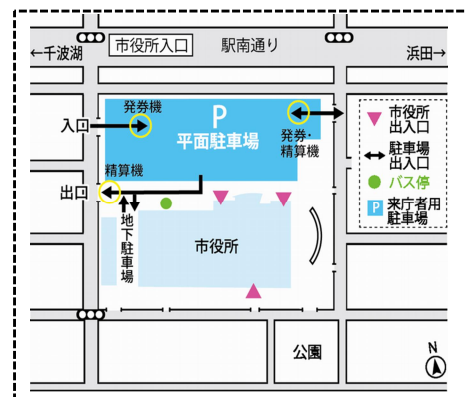 市役所入口
駅南通り
←千波湖
浜田→
発券機
入口
P
平面駐車場
発券・
精算機
精算機
出口
地下駐車場
市役所
公園
市役所
出入口
駐車場
出入口
バス停
P
来庁者用
駐車場
N